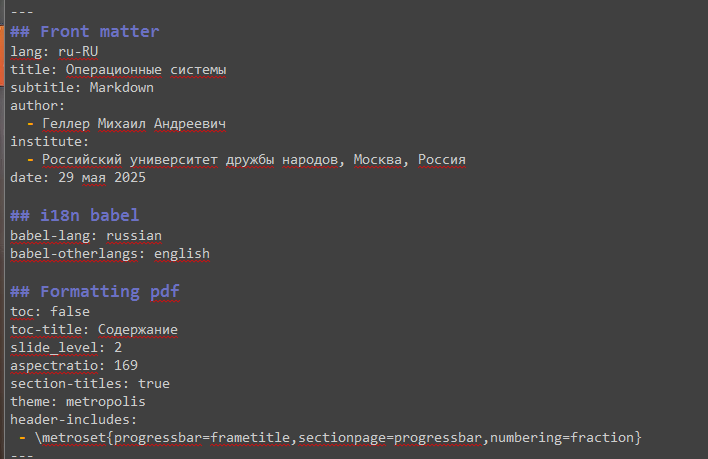 ---
## Front matter
lang: ru-RU
title: Операционные системы
subtitle: Markdown
author:
- Геллер Михаил Андреевич
institute:
- Российский университет дружбы народов, Москва, Россия
date: 29 мая 2025
## i18n babel
babel-lang: russian
babel-otherlangs: english
## Formatting pdf
toc: false
toc-title: Содержание
slide_level: 2
aspectratio: 169
section-titles: true
theme: metropolis
header-includes:
- \metroset{progressbar=frametitle,sectionpage=progressbar,numbering=fraction}
---